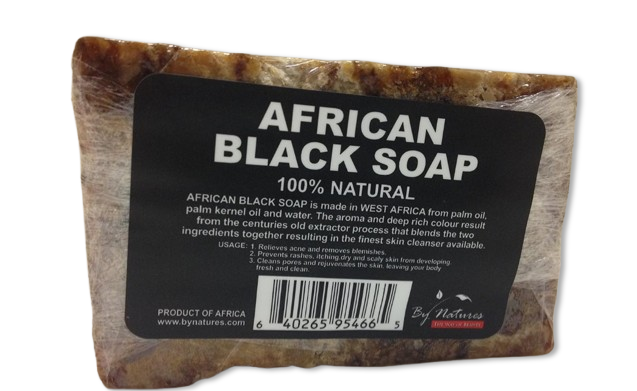 AFRICAN
BLACK SOAP
100% NATURAL
AFRICAN BLACK SOAP is made in WEST AFRICA from palm oil,
palm kernel oil and water. The aroma and deep rich colour result
from the centuries old extractor process that blends the two
ingredients together resulting in the finest skin cleanser available.
USAGE: 1. Relieves acne and removes blemishes.
2. Prevents rashes, itching dry and scaly skin from developing.
3. Cleans pores and rejuvenates the skin, leaving your body
fresh and clean.
PRODUCT OF AFRICA
www.bynatures.com
6 40265 95466 5
By Natures